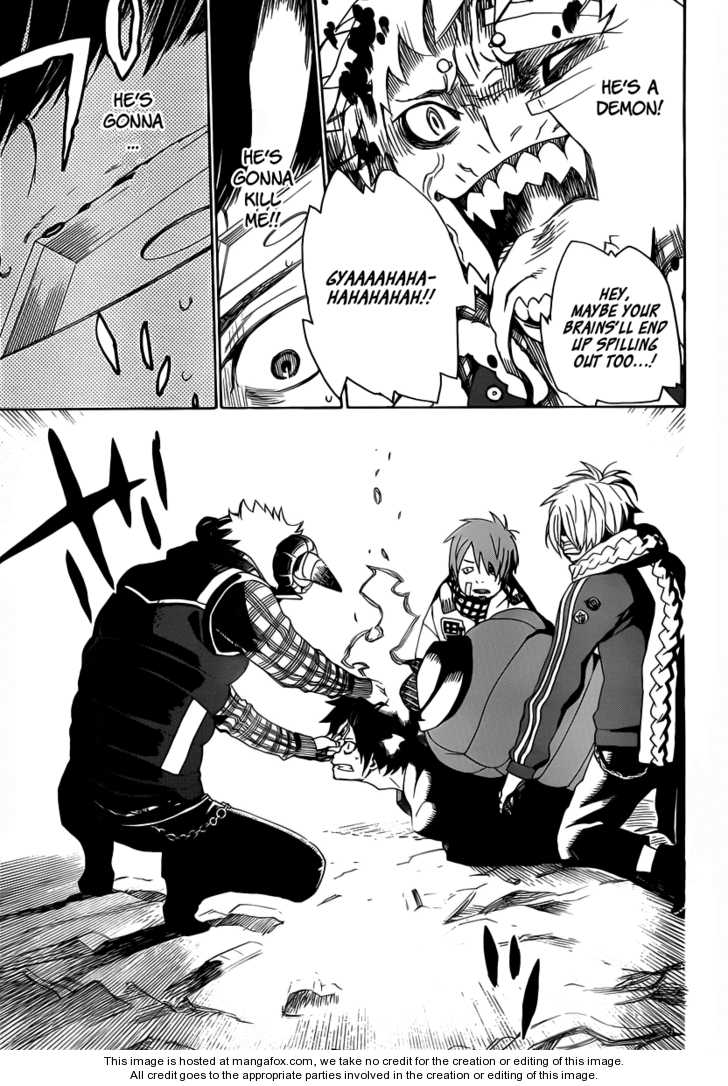 HE'S A
DEMON!
HEY,
MAYBE YOUR
BRAINS'LL END
UP SPILLING
OUT TOO...!
GYAAAAHAHA-
HAHAHAHAH!!
HE'S
GONNA
KILL
ME!!
HE'S
GONNA
...
This image is hosted at mangafox.com, we take no credit for the creation or editing of this image.
All credit goes to the appropriate parties involved in the creation or editing of this image.